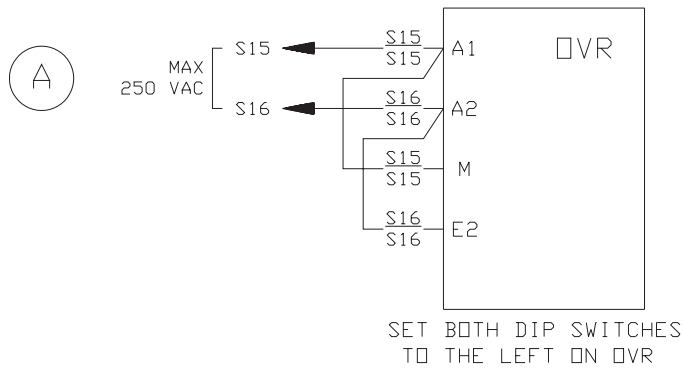 A
MAX
250 VAC
S15
S16
S15
S15
S16
S16
S15
S15
S16
S16
A1
A2
M
E2
OVR
SET BOTH DIP SWITCHES
TO THE LEFT ON OVR